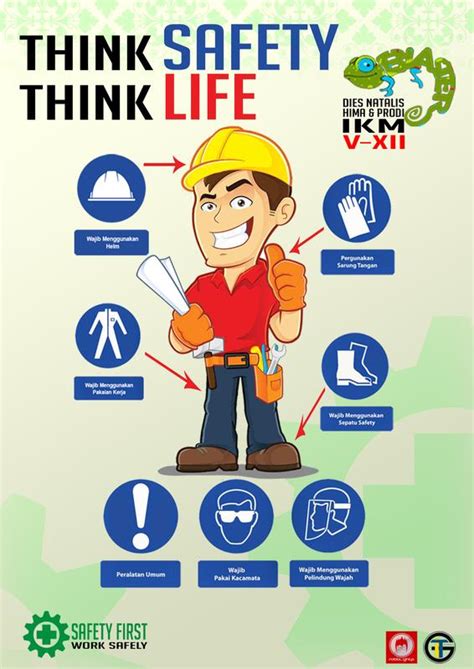 THINK SAFETY
THINK LIFE
DIES NATALIS
HIMA & PRODI
IKM
V-XII
Wajib Menggunakan
Helm
Pergunakan
Sarung Tangan
Wajib Menggunakan
Pakaian Kerja
Wajib Menggunakan
Sepatu Safety
Peralatan Umum
Wajib
Pakai Kacamata
Wajib Menggunakan
Pelindung Wajah
SAFETY FIRST
WORK SAFELY